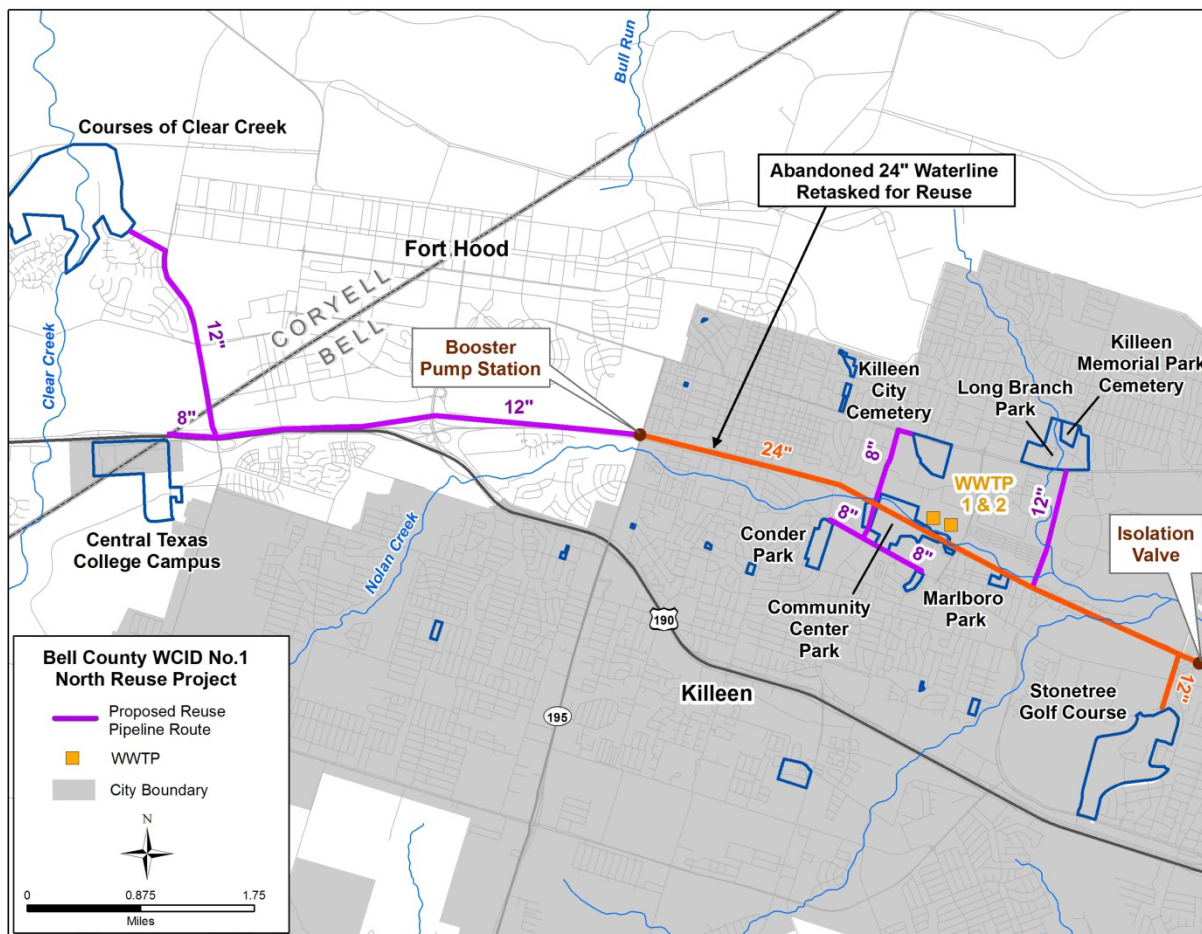 Bull Run
Courses of Clear Creek
Abandoned 24" Waterline
Retasked for Reuse
Fort Hood
CORYELL
BELL
12"
Clear Creek
Booster
Pump Station
Killeen
City
Cemetery
Long Branch
Park
Killeen
Memorial Park
Cemetery
8"
12"
24"
8"
WWTP
1 & 2
12"
8"
8"
Central Texas
College Campus
Nolan Creek
Conder
Park
Community
Center
Park
Marlboro
Park
Isolation
Valve
190
Killeen
195
Stonetree
Golf Course
12"
Bell County WCID No.1
North Reuse Project
Proposed Reuse
Pipeline Route
WWTP
City Boundary
N
0 0.875 1.75
Miles